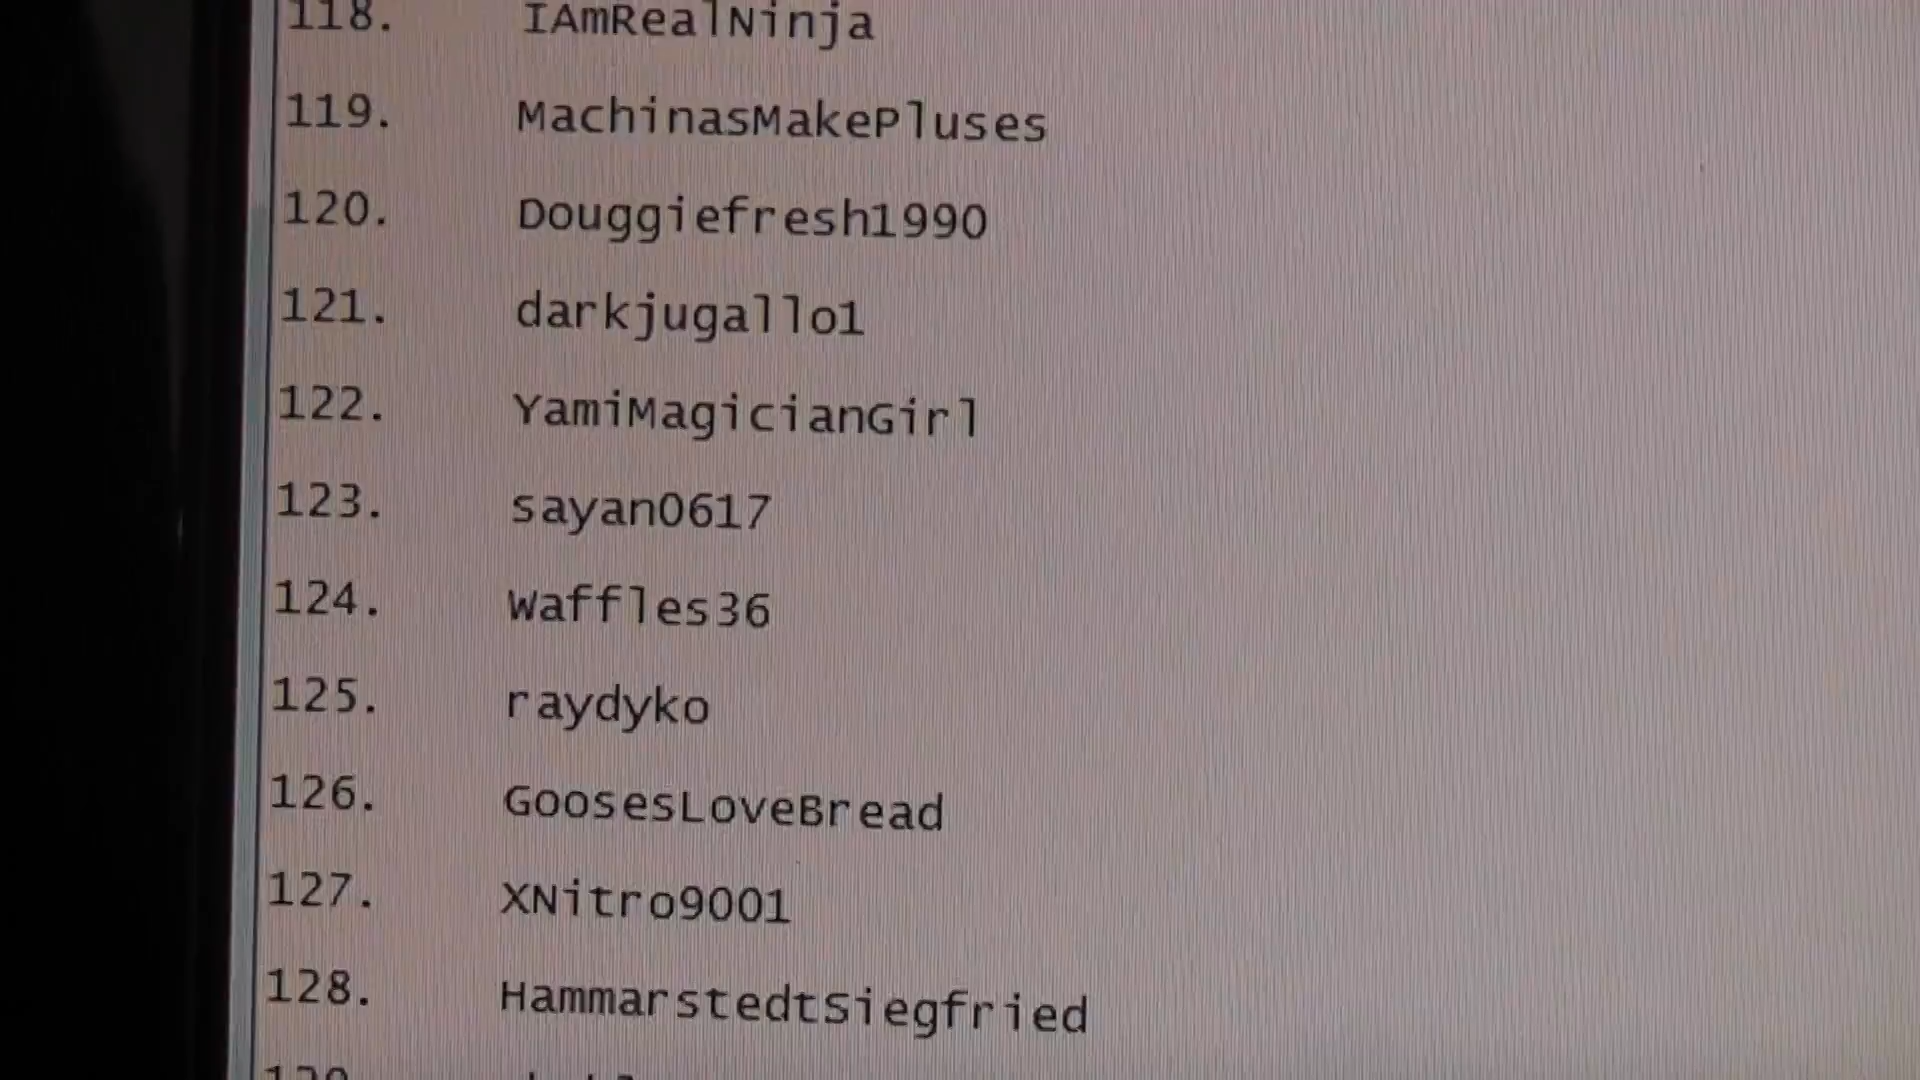 118. IAmRealNinja
119. MachinasMakePluses
120. Douggiefresh1990
121. darkjugallo1
122. YamiMagicianGirl
123. sayan0617
124. Waffles36
125. raydyko
126. GoosesLoveBread
127. XNitro9001
128. HammarstedtSiegfried
129.